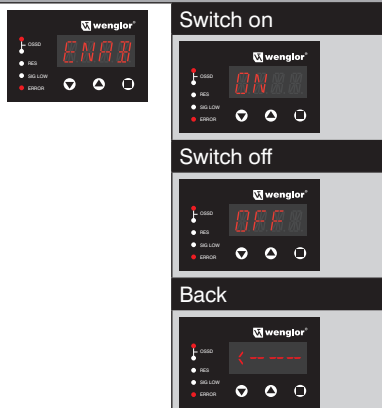 wenglor®
OSSD
ENAB
RES
SIG LOW
ERROR
Switch on
wenglor®
OSSD
ON
RES
SIG LOW
ERROR
Switch off
wenglor®
OSSD
OFF
RES
SIG LOW
ERROR
Back
wenglor®
OSSD
<----
RES
SIG LOW
ERROR